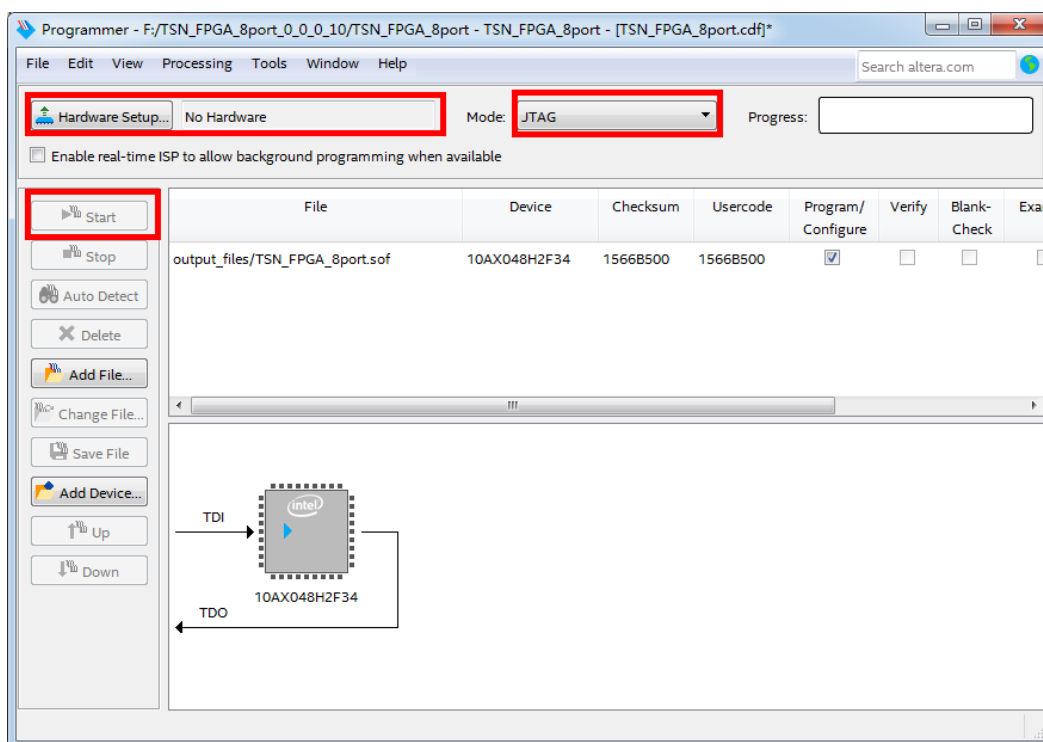 Programmer - F:/TSN_FPGA_8port_0_0_0_10/TSN_FPGA_8port - TSN_FPGA_8port - [TSN_FPGA_8port.cdf]*
File Edit View Processing Tools Window Help
Search altera.com
Hardware Setup... No Hardware Mode: JTAG Progress:
Enable real-time ISP to allow background programming when available
Start
Stop
Auto Detect
Delete
Add File...
Change File...
Save File
Add Device...
Up
Down
File Device Checksum Usercode Program/ Configure Verify Blank- Check Exa
output_files/TSN_FPGA_8port.sof 10AX048H2F34 1566B500 1566B500
TDI
intel
10AX048H2F34
TDO